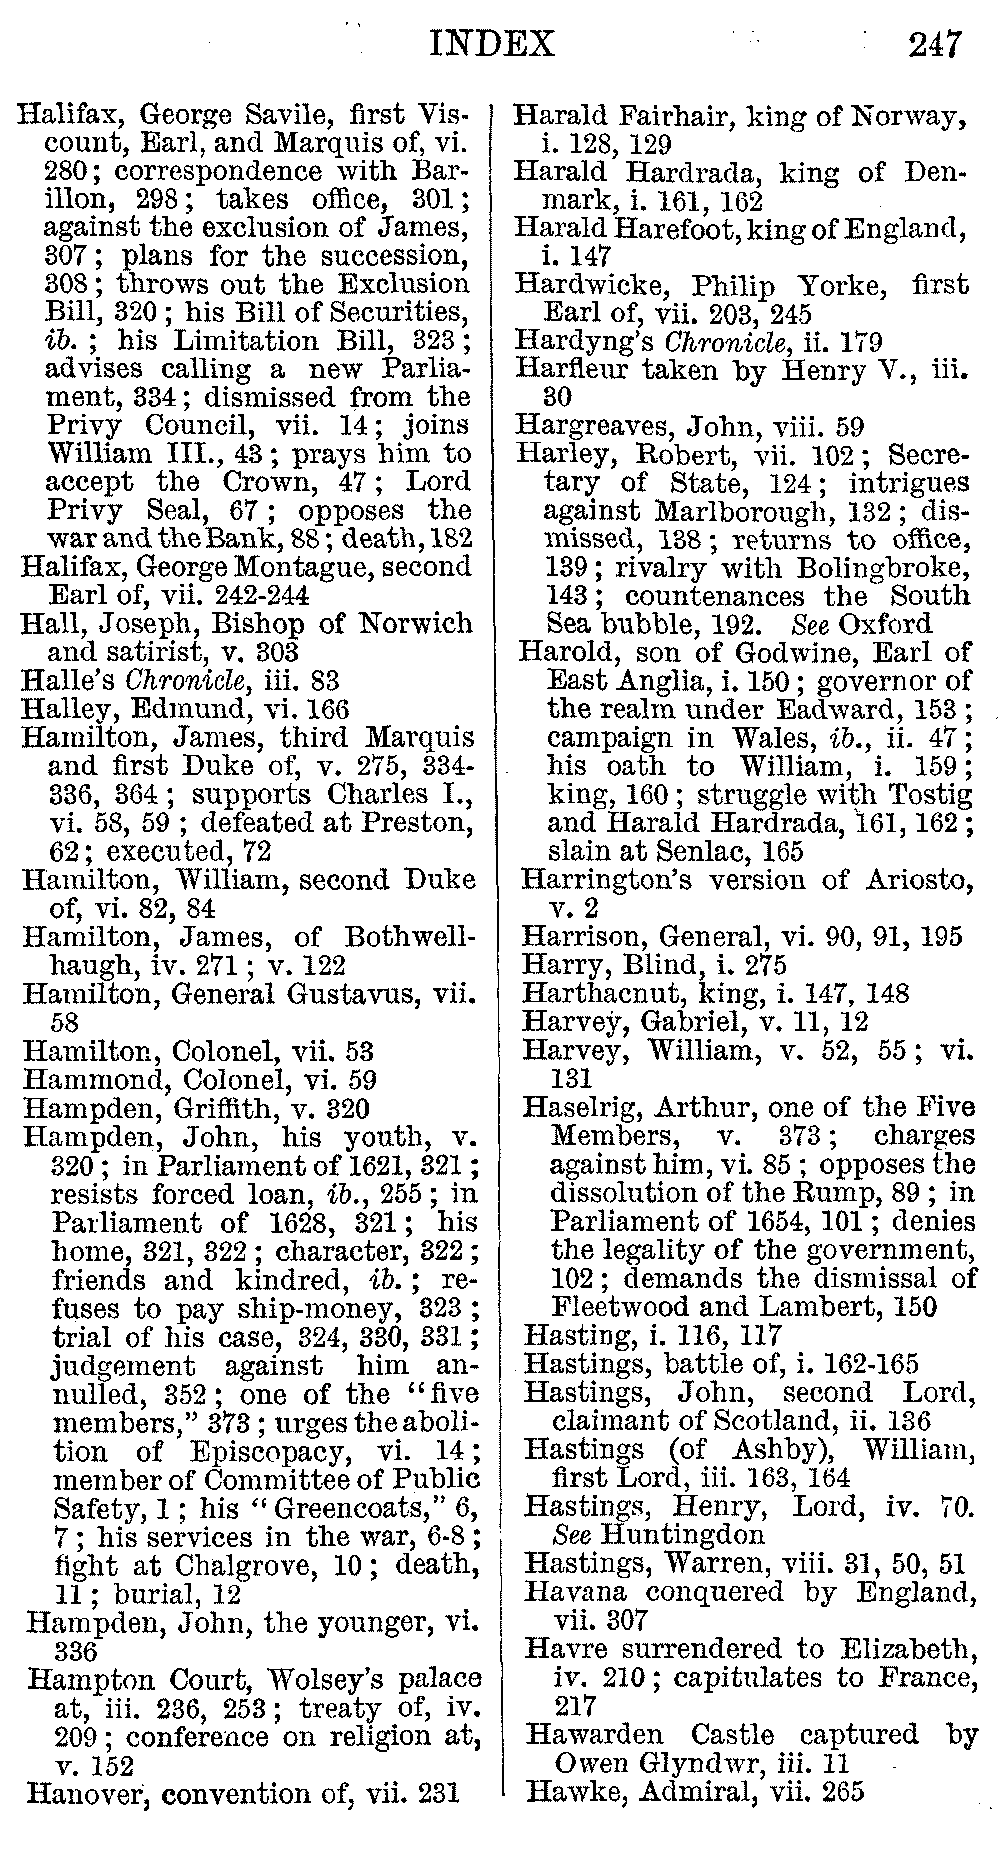 INDEX 247
Halifax, George Savile, first Vis-
count, Earl, and Marquis of, vi.
280; correspondence with Bar-
illon, 298; takes office, 301;
against the exclusion of James,
307; plans for the succession,
308; throws out the Exclusion
Bill, 320; his Bill of Securities,
ib.; his Limitation Bill, 323;
advises calling a new Parlia-
ment, 334; dismissed from the
Privy Council, vii. 14; joins
William III., 43; prays him to
accept the Crown, 47; Lord
Privy Seal, 67; opposes the
war and the Bank, 88; death, 182
Halifax, George Montague, second
Earl of, vii. 242-244
Hall, Joseph, Bishop of Norwich
and satirist, v. 303
Halle's Chronicle, iii. 83
Halley, Edmund, vi. 166
Hamilton, James, third Marquis
and first Duke of, v. 275, 334-
336, 364; supports Charles I.,
vi. 58, 59; defeated at Preston,
62; executed, 72
Hamilton, William, second Duke
of, vi. 82, 84
Hamilton, James, of Bothwell-
haugh, iv. 271; v. 122
Hamilton, General Gustavus, vii.
58
Hamilton, Colonel, vii. 53
Hammond, Colonel, vi. 59
Hampden, Griffith, v. 320
Hampden, John, his youth, v.
320; in Parliament of 1621, 321;
resists forced loan, ib., 255; in
Parliament of 1628, 321; his
home, 321, 322; character, 322;
friends and kindred, ib.; re-
fuses to pay ship-money, 323;
trial of his case, 324, 330, 331;
judgement against him an-
nulled, 352; one of the "five
members," 373; urges the aboli-
tion of Episcopacy, vi. 14;
member of Committee of Public
Safety, 1; his "Greencoats," 6,
7; his services in the war, 6-8;
fight at Chalgrove, 10; death,
11; burial, 12
Hampden, John, the younger, vi.
336
Hampton Court, Wolsey's palace
at, iii. 236, 253; treaty of, iv.
209; conference on religion at,
v. 152
Hanover, convention of, vii. 231
Harald Fairhair, king of Norway,
i. 128, 129
Harald Hardrada, king of Den-
mark, i. 161, 162
Harald Harefoot, king of England,
i. 147
Hardwicke, Philip Yorke, first
Earl of, vii. 203, 245
Hardyng's Chronicle, ii. 179
Harfleur taken by Henry V., iii.
30
Hargreaves, John, viii. 59
Harley, Robert, vii. 102; Secre-
tary of State, 124; intrigues
against Marlborough, 132; dis-
missed, 138; returns to office,
139; rivalry with Bolingbroke,
143; countenances the South
Sea bubble, 192. See Oxford
Harold, son of Godwine, Earl of
East Anglia, i. 150; governor of
the realm under Eadward, 153;
campaign in Wales, ib., ii. 47;
his oath to William, i. 159;
king, 160; struggle with Tostig
and Harald Hardrada, 161, 162;
slain at Senlac, 165
Harrington's version of Ariosto,
v. 2
Harrison, General, vi. 90, 91, 195
Harry, Blind, i. 275
Harthacnut, king, i. 147, 148
Harvey, Gabriel, v. 11, 12
Harvey, William, v. 52, 55; vi.
131
Haselrig, Arthur, one of the Five
Members, v. 373; charges
against him, vi. 85; opposes the
dissolution of the Rump, 89; in
Parliament of 1654, 101; denies
the legality of the government,
102; demands the dismissal of
Fleetwood and Lambert, 150
Hasting, i. 116, 117
Hastings, battle of, i. 162-165
Hastings, John, second Lord,
claimant of Scotland, ii. 136
Hastings (of Ashby), William,
first Lord, iii. 163, 164
Hastings, Henry, Lord, iv. 70.
See Huntingdon
Hastings, Warren, viii. 31, 50, 51
Havana conquered by England,
vii. 307
Havre surrendered to Elizabeth,
iv. 210; capitulates to France,
217
Hawarden Castle captured by
Owen Glyndwr, iii. 11
Hawke, Admiral, vii. 265